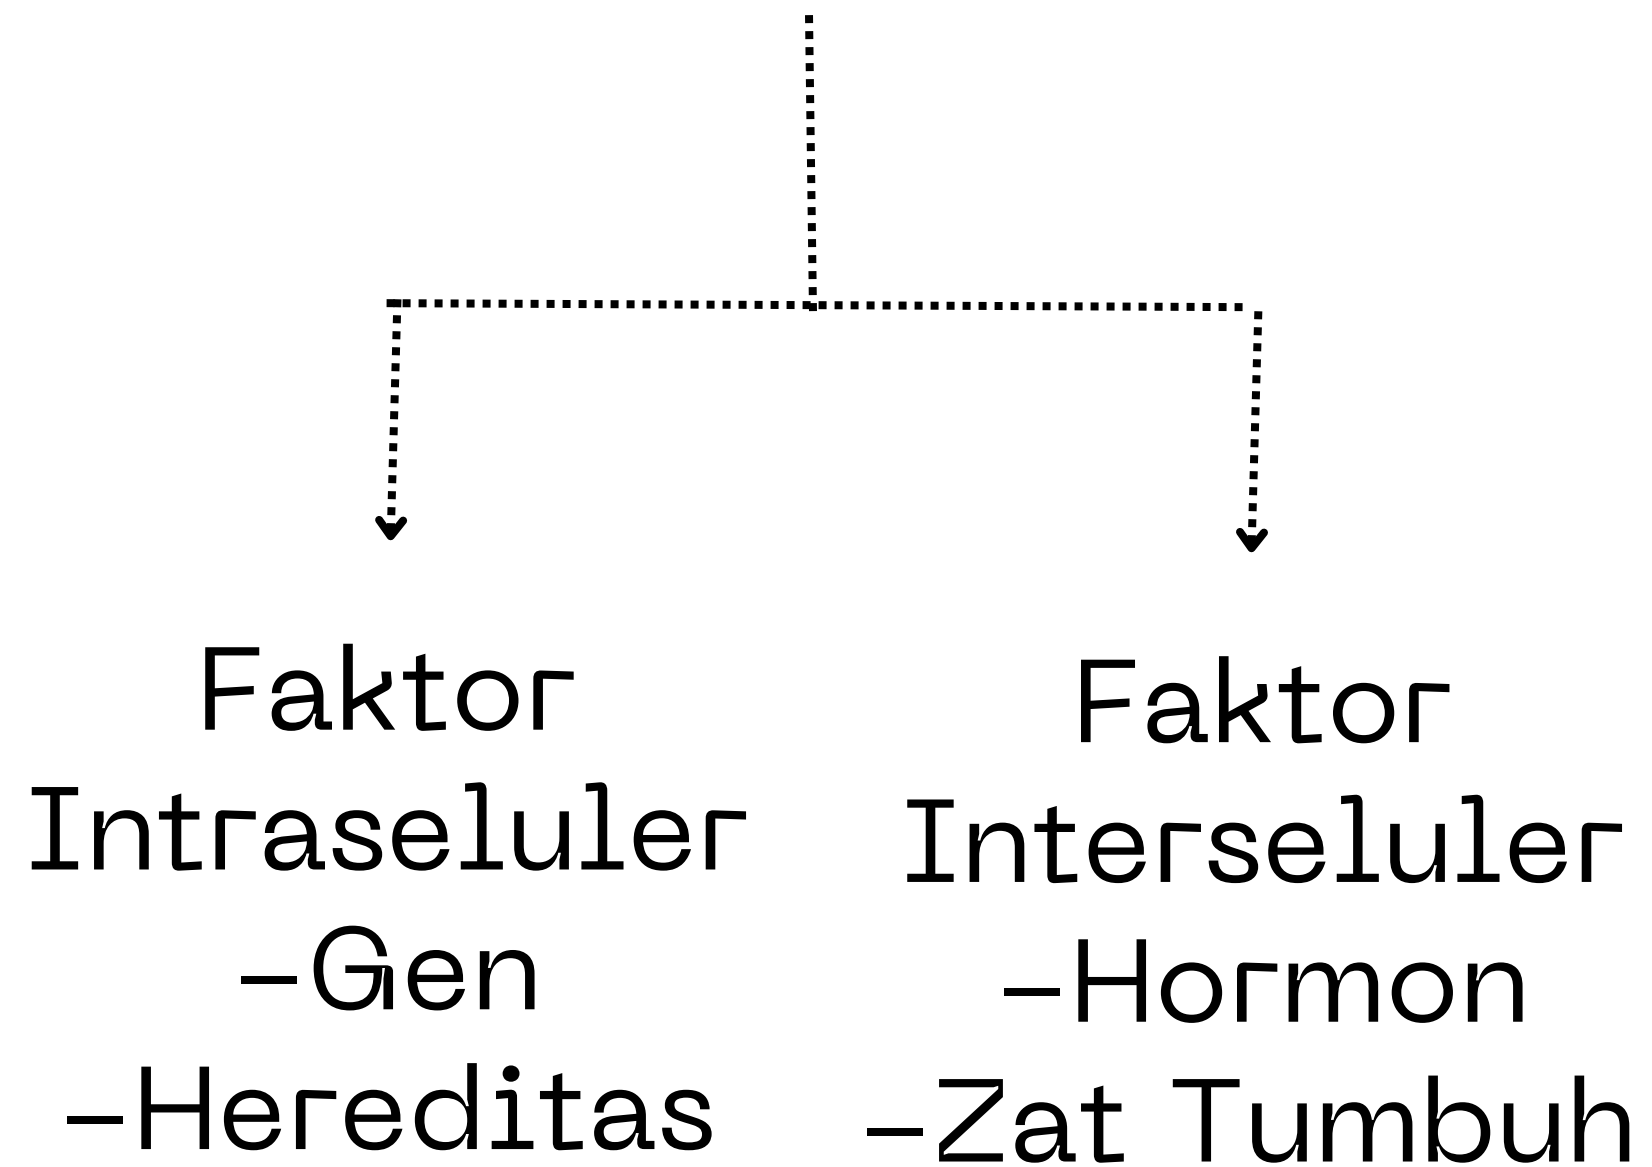 Faktor
Intraseluler
-Gen
-Hereditas
Faktor
Interseluler
-Hormon
-Zat Tumbuh